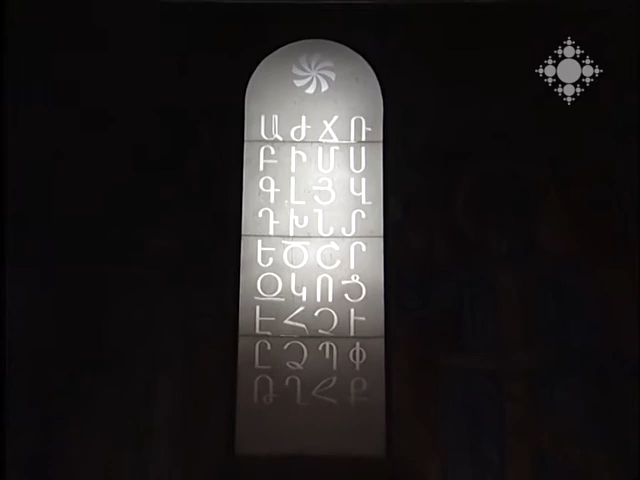 Ա Ժ Ճ Ռ
Բ Ի Մ Ս
Գ Լ Յ Վ
Դ Խ Ն Տ
Ե Ծ Շ Ր
Զ Կ Ո Ց
Է Հ Չ Ւ
Ը Ձ Պ Փ
Թ Ղ Ջ Ք